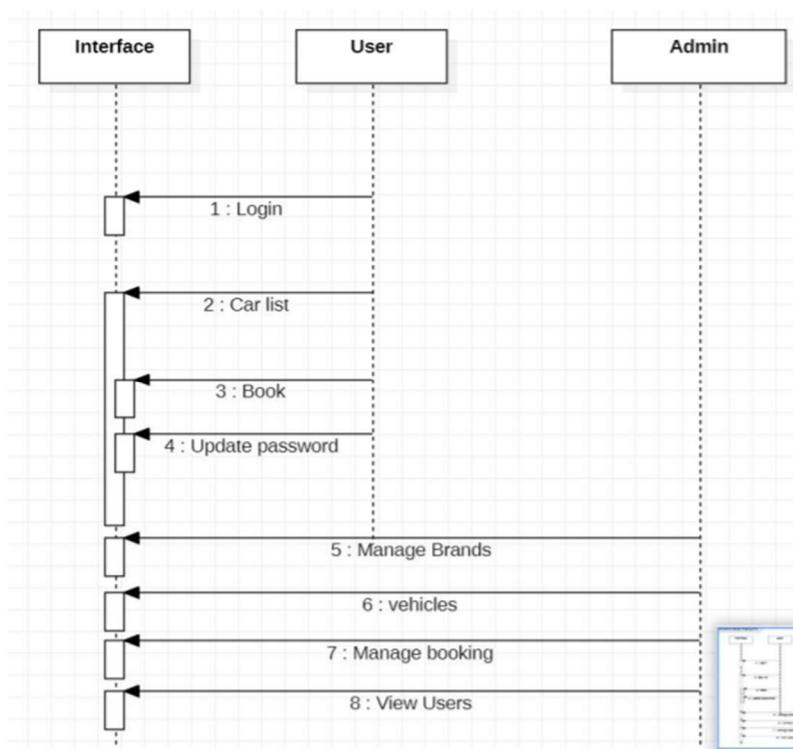 Interface
User
Admin
1 : Login
2 : Car list
3 : Book
4 : Update password
5 : Manage Brands
6 : vehicles
7 : Manage booking
8 : View Users